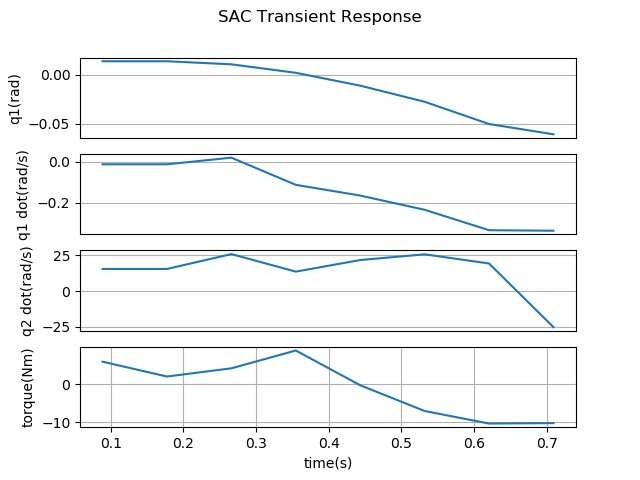 SAC Transient Response
q1(rad)
0.00
−0.05
q1 dot(rad/s)
0.0
−0.2
q2 dot(rad/s)
25
0
−25
torque(Nm)
0
−10
0.1 0.2 0.3 0.4 0.5 0.6 0.7
time(s)